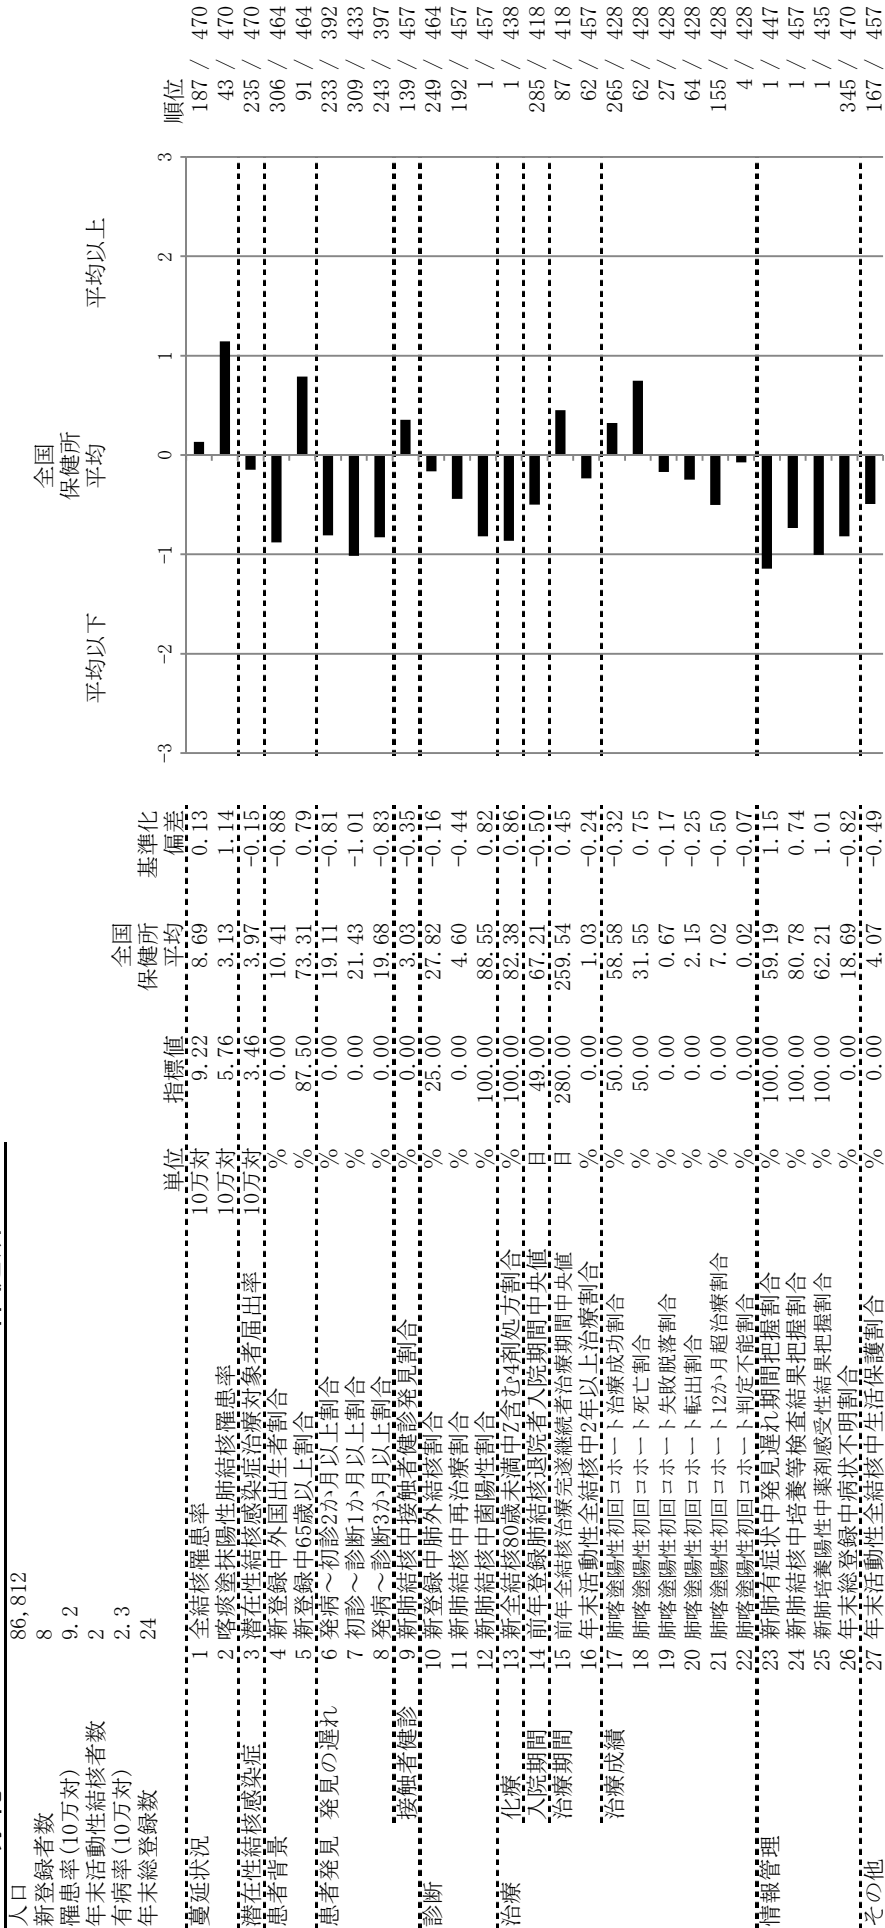 人口 86,812
新登録者数 8
罹患率(10万対) 9.2
年末活動性結核者数 2
有病率(10万対) 2.3
年末総登録数 24
単位 指標値 全国保健所平均 基準化偏差 平均以下 全国保健所平均 平均以上 順位
-3 -2 -1 0 1 2 3
蔓延状況 1 全結核罹患率 10万対 9.22 8.69 0.13 187 / 470
2 喀痰塗抹陽性肺結核罹患率 10万対 5.76 3.13 1.14 43 / 470
潜在性結核感染症 3 潜在性結核感染症治療対象者届出率 10万対 3.46 3.97 -0.15 235 / 470
患者背景 4 新登録中外国出生者割合 % 0.00 10.41 -0.88 306 / 464
5 新登録中65歳以上割合 % 87.50 73.31 0.79 91 / 464
患者発見 発見の遅れ 6 発病～初診2か月以上割合 % 0.00 19.11 -0.81 233 / 392
7 初診～診断1か月以上割合 % 0.00 21.43 -1.01 309 / 433
8 発病～診断3か月以上割合 % 0.00 19.68 -0.83 243 / 397
接触者健診 9 新肺結核中接触者健診発見割合 % 0.00 3.03 -0.35 139 / 457
診断 10 新登録中肺外結核割合 % 25.00 27.82 -0.16 249 / 464
11 新肺結核中再治療割合 % 0.00 4.60 -0.44 192 / 457
12 新肺結核中菌陽性割合 % 100.00 88.55 0.82 1 / 457
治療 化療 13 新全結核80歳未満中Z含む4剤処方割合 % 100.00 82.38 0.86 1 / 438
入院期間 14 前年登録肺結核退院者入院期間中央値 日 49.00 67.21 -0.50 285 / 418
治療期間 15 前年全結核治療完遂継続者治療期間中央値 日 280.00 259.54 0.45 87 / 418
16 年末活動性全結核中2年以上治療割合 % 0.00 1.03 -0.24 62 / 457
治療成績 17 肺喀塗陽性初回コホート治療成功割合 % 50.00 58.58 -0.32 265 / 428
18 肺喀塗陽性初回コホート死亡割合 % 50.00 31.55 0.75 62 / 428
19 肺喀塗陽性初回コホート失敗脱落割合 % 0.00 0.67 -0.17 27 / 428
20 肺喀塗陽性初回コホート転出割合 % 0.00 2.15 -0.25 64 / 428
21 肺喀塗陽性初回コホート12か月超治療割合 % 0.00 7.02 -0.50 155 / 428
22 肺喀塗陽性初回コホート判定不能割合 % 0.00 0.02 -0.07 4 / 428
情報管理 23 新肺有症状中発見遅れ期間把握割合 % 100.00 59.19 1.15 1 / 447
24 新肺結核中培養等検査結果把握割合 % 100.00 80.78 0.74 1 / 457
25 新肺培養陽性中薬剤感受性結果把握割合 % 100.00 62.21 1.01 1 / 435
26 年末総登録中病状不明割合 % 0.00 18.69 -0.82 345 / 470
その他 27 年末活動性全結核中生活保護割合 % 0.00 4.07 -0.49 167 / 457